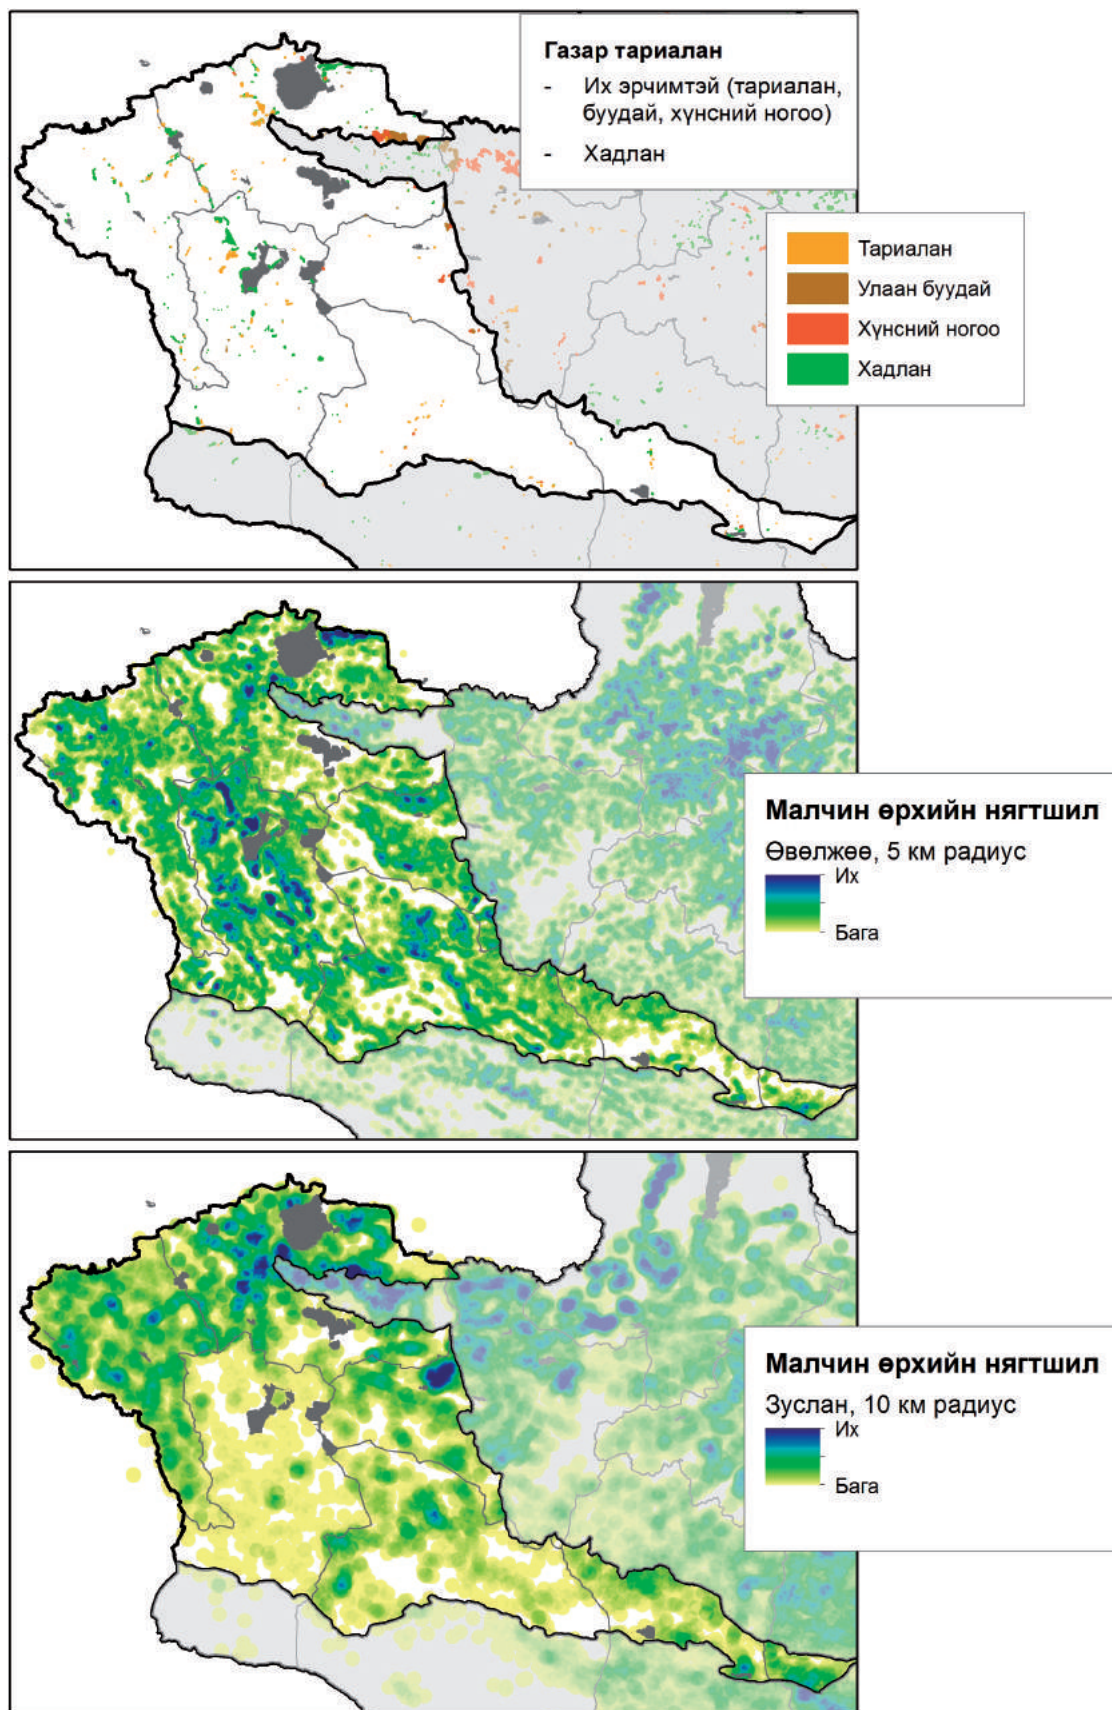 Газар тариалан
- Их эрчимтэй (тариалан,
буудай, хүнсний ногоо)
- Хадлан
Тариалан
Улаан буудай
Хүнсний ногоо
Хадлан
Малчин өрхийн нягтшил
Өвөлжөө, 5 км радиус
Их
Бага
Малчин өрхийн нягтшил
Зуслан, 10 км радиус
Их
Бага